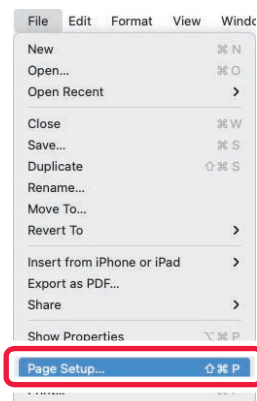 File Edit Format View
New ⌘ N
Open... ⌘ O
Open Recent >
Close ⌘ W
Save... ⌘ S
Duplicate ⇧ ⌘ S
Rename...
Move To...
Revert To >
Insert from iPhone or iPad >
Export as PDF...
Share >
Show Properties ⌥ ⌘ P
Page Setup... ⇧ ⌘ P